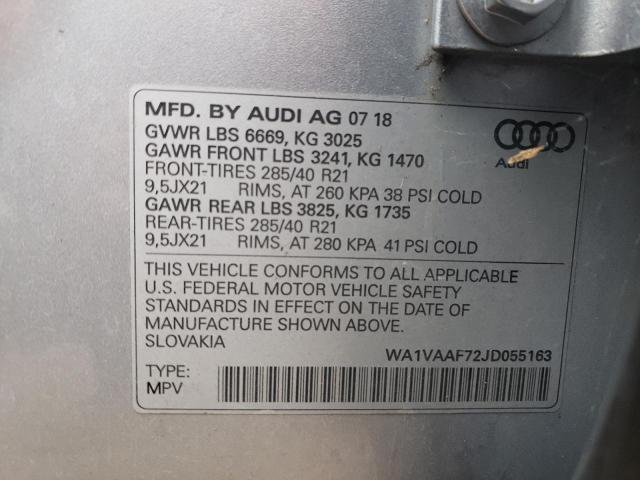 MFD. BY AUDI AG 07 18
GVWR LBS 6669, KG 3025
GAWR FRONT LBS 3241, KG 1470
FRONT-TIRES 285/40 R21
9,5JX21 RIMS, AT 260 KPA 38 PSI COLD
GAWR REAR LBS 3825, KG 1735
REAR-TIRES 285/40 R21
9,5JX21 RIMS, AT 280 KPA 41 PSI COLD
Audi
THIS VEHICLE CONFORMS TO ALL APPLICABLE
U.S. FEDERAL MOTOR VEHICLE SAFETY
STANDARDS IN EFFECT ON THE DATE OF
MANUFACTURE SHOWN ABOVE.
SLOVAKIA WA1VAAF72JD055163
TYPE:
MPV